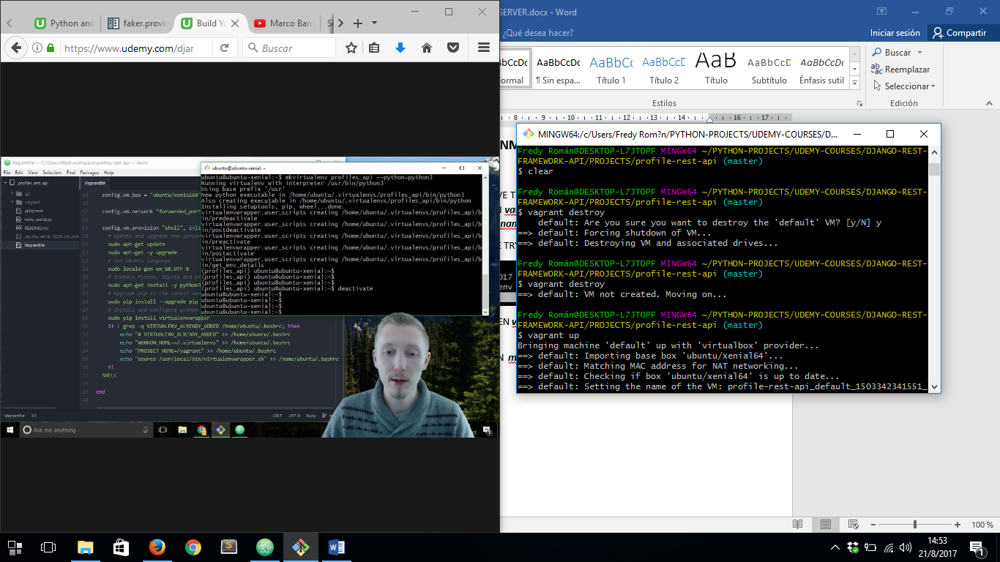 Python and
faker.provi
Build Yo
Marco Barr
https://www.udemy.com/djar
Buscar
SERVER.docx - Word
¿Qué desea hacer?
Iniciar sesión
Compartir
AaBbCcDc
AaBbCcDc
AaBbCc
AaBbCcD
AaB
AaBbCcD
AaBbCcDc
ormal
¶ Sin espa...
Título 1
Título 2
Título
Subtítulo
Énfasis sutil
Estilos
Buscar
Reemplazar
Seleccionar
Edición
8 9 10 11 12 13 14 16 17
MINGW64:/c/Users/Fredy Rom?n/PYTHON-PROJECTS/UDEMY-COURSES/D...
Fredy Román@DESKTOP-L7JTOPF MINGW64 ~/PYTHON-PROJECTS/UDEMY-COURSES/DJANGO-REST-
FRAMEWORK-API/PROJECTS/profile-rest-api (master)
$ clear
Fredy Román@DESKTOP-L7JTOPF MINGW64 ~/PYTHON-PROJECTS/UDEMY-COURSES/DJANGO-REST-
FRAMEWORK-API/PROJECTS/profile-rest-api (master)
$ vagrant destroy
default: Are you sure you want to destroy the 'default' VM? [y/N] y
==> default: Forcing shutdown of VM...
==> default: Destroying VM and associated drives...
Fredy Román@DESKTOP-L7JTOPF MINGW64 ~/PYTHON-PROJECTS/UDEMY-COURSES/DJANGO-REST-
FRAMEWORK-API/PROJECTS/profile-rest-api (master)
$ vagrant destroy
==> default: VM not created. Moving on...
Fredy Román@DESKTOP-L7JTOPF MINGW64 ~/PYTHON-PROJECTS/UDEMY-COURSES/DJANGO-REST-
FRAMEWORK-API/PROJECTS/profile-rest-api (master)
$ vagrant up
Bringing machine 'default' up with 'virtualbox' provider...
==> default: Importing base box 'ubuntu/xenial64'...
==> default: Matching MAC address for NAT networking...
==> default: Checking if box 'ubuntu/xenial64' is up to date...
==> default: Setting the name of the VM: profile-rest-api_default_1503342341551_
Vagrantfile — C:\Users\Mark\workspace\profiles-rest-api — Atom
File Edit View Selection Find Packages Help
profiles-rest-api
.git
.vagrant
.gitignore
hello_world.py
README.md
Vagrantfile
Vagrantfile
15 config.vm.box = "ubuntu/xenial64"
config.vm.network "forwarded_port
config.vm.provision "shell", inli
# Update and upgrade the server
sudo apt-get update
sudo apt-get -y upgrade
# Set Ubuntu Language
sudo locale-gen en_GB.UTF-8
# Install Python, SQLite and pi
sudo apt-get install -y python3
# Upgrade pip to the latest ver
sudo pip install --upgrade pip
# Install and configure python
sudo pip install virtualenvwrapper
if ! grep -q VIRTUALENV_ALREADY_ADDED /home/ubuntu/.bashrc; then
echo "# VIRTUALENV_ALREADY_ADDED" >> /home/ubuntu/.bashrc
echo "WORKON_HOME=~/.virtualenvs" >> /home/ubuntu/.bashrc
echo "PROJECT_HOME=/vagrant" >> /home/ubuntu/.bashrc
echo "source /usr/local/bin/virtualenvwrapper.sh" >> /home/ubuntu/.bashrc
fi
SHELL
end
Vagrantfile 1:1
CRLF UTF-8 Ruby
ubuntu@ubuntu-xenial: ~
ubuntu@ubuntu-xenial:~$ mkvirtualenv profiles_api --python=python3
Running virtualenv with interpreter /usr/bin/python3
Using base prefix '/usr'
New python executable in /home/ubuntu/.virtualenvs/profiles_api/bin/python3
Also creating executable in /home/ubuntu/.virtualenvs/profiles_api/bin/python
Installing setuptools, pip, wheel...done.
virtualenvwrapper.user_scripts creating /home/ubuntu/.virtualenvs/profiles_api/b
in/predeactivate
virtualenvwrapper.user_scripts creating /home/ubuntu/.virtualenvs/profiles_api/b
in/postdeactivate
virtualenvwrapper.user_scripts creating /home/ubuntu/.virtualenvs/profiles_api/b
in/preactivate
virtualenvwrapper.user_scripts creating /home/ubuntu/.virtualenvs/profiles_api/b
in/postactivate
virtualenvwrapper.user_scripts creating /home/ubuntu/.virtualenvs/profiles_api/b
in/get_env_details
(profiles_api) ubuntu@ubuntu-xenial:~$
(profiles_api) ubuntu@ubuntu-xenial:~$
(profiles_api) ubuntu@ubuntu-xenial:~$
(profiles_api) ubuntu@ubuntu-xenial:~$ deactivate
ubuntu@ubuntu-xenial:~$
ubuntu@ubuntu-xenial:~$
ubuntu@ubuntu-xenial:~$
ubuntu@ubuntu-xenial:~$
Ask me anything
100 %
14:53
21/8/2017